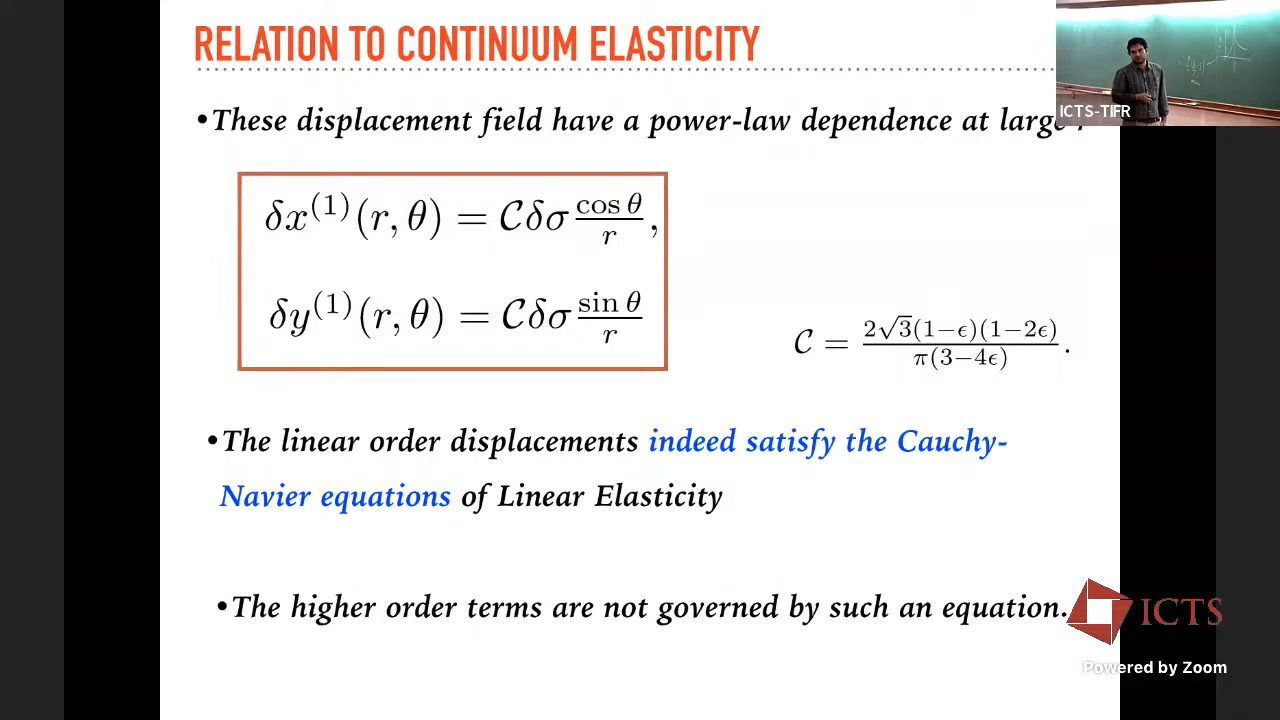 RELATION TO CONTINUUM ELASTICITY
ICTS-TIFR
•These displacement field have a power-law dependence at large
δx⁽¹⁾(r, θ) = 𝒞δσ cos θ / r,
δy⁽¹⁾(r, θ) = 𝒞δσ sin θ / r
𝒞 = 2√3(1−ϵ)(1−2ϵ) / π(3−4ϵ).
•The linear order displacements indeed satisfy the Cauchy-
Navier equations of Linear Elasticity
•The higher order terms are not governed by such an equation.
ICTS
Powered by Zoom